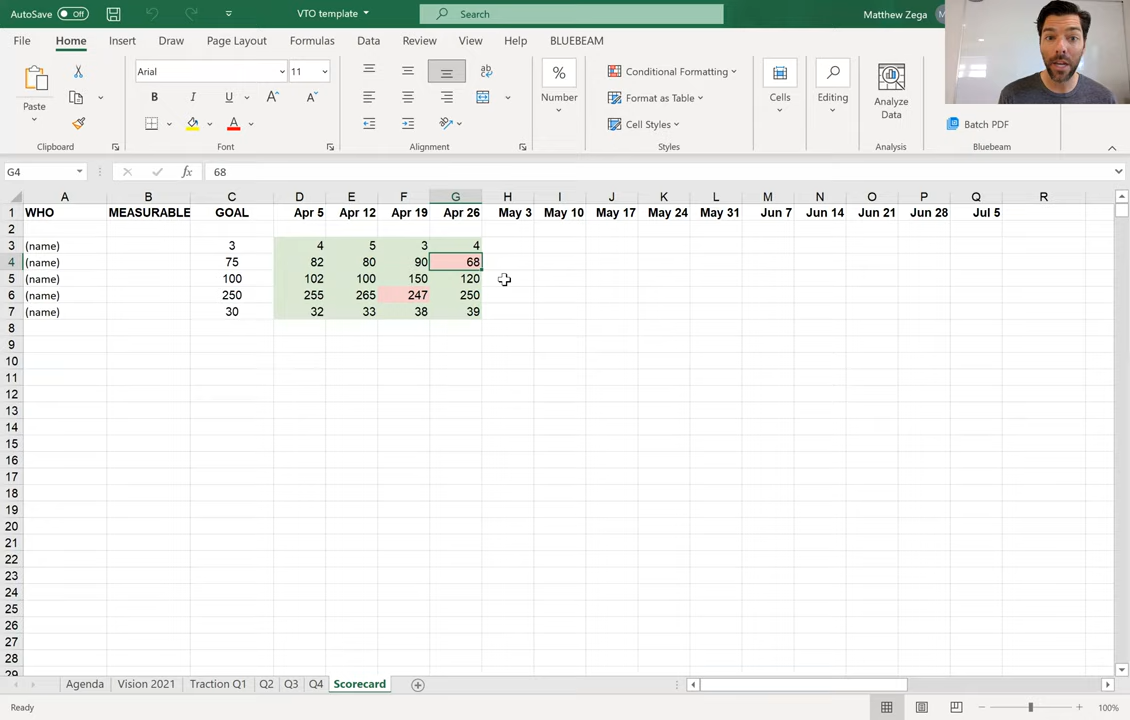 AutoSave Off VTO template Search Matthew Zega M
File Home Insert Draw Page Layout Formulas Data Review View Help BLUEBEAM
Paste Arial 11 B I U A A A ab % Number Conditional Formatting Format as Table Cell Styles Cells Editing Analyze Data Batch PDF
Clipboard Font Alignment Styles Analysis Bluebeam
G4 fx 68
A B C D E F G H I J K L M N O P Q R
1 WHO MEASURABLE GOAL Apr 5 Apr 12 Apr 19 Apr 26 May 3 May 10 May 17 May 24 May 31 Jun 7 Jun 14 Jun 21 Jun 28 Jul 5
2
3 (name) 3 4 5 3 4
4 (name) 75 82 80 90 68
5 (name) 100 102 100 150 120
6 (name) 250 255 265 247 250
7 (name) 30 32 33 38 39
8
9
10
11
12
13
14
15
16
17
18
19
20
21
22
23
24
25
26
27
28
29
Agenda Vision 2021 Traction Q1 Q2 Q3 Q4 Scorecard
Ready 100%